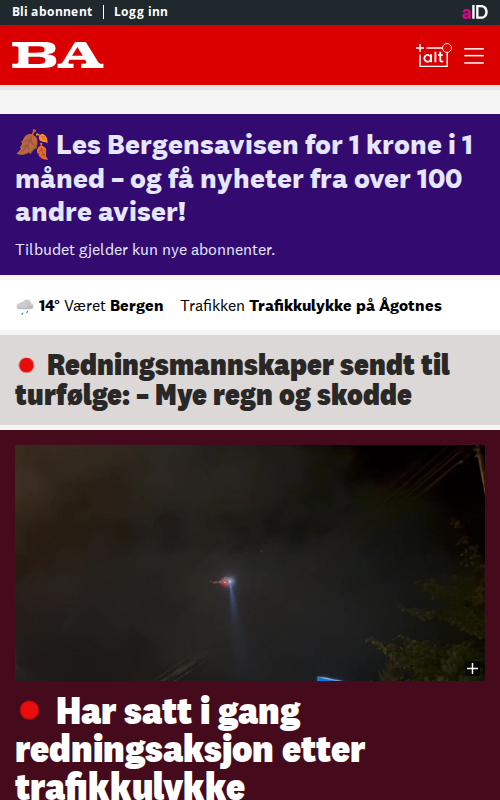 Bli abonnent | Logg inn
aID
BA
+alt
Les Bergensavisen for 1 krone i 1
måned – og få nyheter fra over 100
andre aviser!
Tilbudet gjelder kun nye abonnenter.
14° Været Bergen Trafikken Trafikkulykke på Ågotnes
Redningsmannskaper sendt til
turfølge: – Mye regn og skodde
Har satt i gang
redningsaksjon etter
trafikkulykke